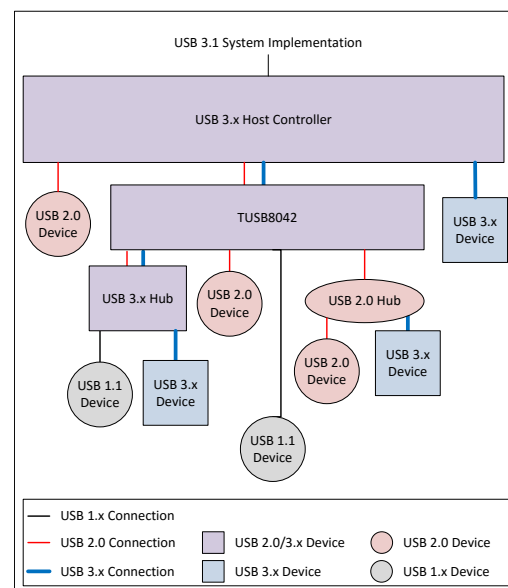 USB 3.1 System Implementation
USB 3.x Host Controller
USB 2.0
Device
TUSB8042
USB 3.x
Device
USB 3.x Hub
USB 2.0
Device
USB 2.0 Hub
USB 1.1
Device
USB 3.x
Device
USB 2.0
Device
USB 3.x
Device
USB 1.1
Device
USB 1.x Connection
USB 2.0 Connection
USB 2.0/3.x Device
USB 2.0 Device
USB 3.x Connection
USB 3.x Device
USB 1.x Device